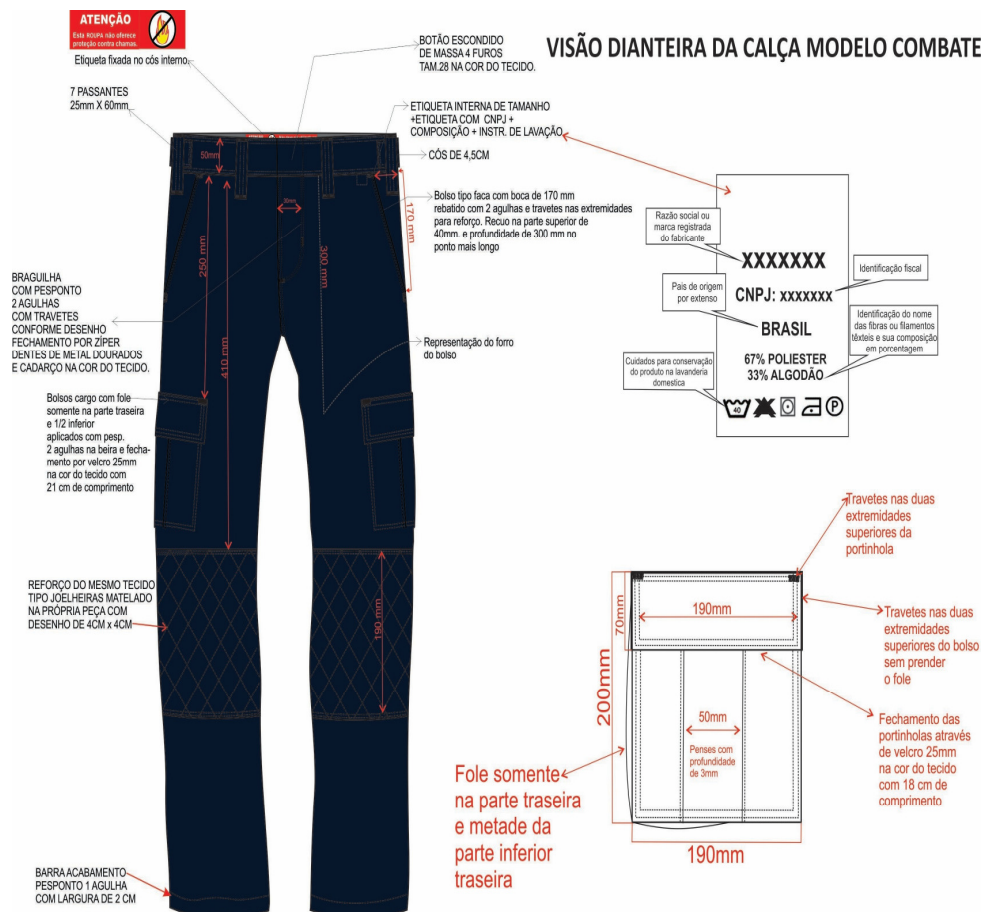 ATENÇÃO
Esta ROUPA não oferece
proteção contra chamas.
Etiqueta fixada no cós interno.
BOTÃO ESCONDIDO
DE MASSA 4 FUROS
TAM.28 NA COR DO TECIDO.
VISÃO DIANTEIRA DA CALÇA MODELO COMBATE
7 PASSANTES
25mm X 60mm
ETIQUETA INTERNA DE TAMANHO
+ETIQUETA COM CNPJ +
COMPOSIÇÃO + INSTR. DE LAVAÇÃO
CÓS DE 4,5CM
50mm
30mm
170 mm
250 mm
300 mm
410 mm
190 mm
Bolso tipo faca com boca de 170 mm
rebatido com 2 agulhas e travetes nas extremidades
para reforço. Recuo na parte superior de
40mm. e profundidade de 300 mm no
ponto mais longo
BRAGUILHA
COM PESPONTO
2 AGULHAS
COM TRAVETES
CONFORME DESENHO
FECHAMENTO POR ZÍPER
DENTES DE METAL DOURADOS
E CADARÇO NA COR DO TECIDO.
Representação do forro
do bolso
Bolsos cargo com fole
somente na parte traseira
e 1/2 inferior
aplicados com pesp.
2 agulhas na beira e fecha-
mento por velcro 25mm
na cor do tecido com
21 cm de comprimento
REFORÇO DO MESMO TECIDO
TIPO JOELHEIRAS MATELADO
NA PRÓPRIA PEÇA COM
DESENHO DE 4CM x 4CM
BARRA ACABAMENTO
PESPONTO 1 AGULHA
COM LARGURA DE 2 CM
Razão social ou
marca registrada
do fabricante
XXXXXXX
Identificação fiscal
CNPJ: xxxxxxx
Pais de origem
por extenso
BRASIL
Identificação do nome
das fibras ou filamentos
têxteis e sua composição
em porcentagem
67% POLIESTER
33% ALGODÃO
Cuidados para conservação
do produto na lavanderia
domestica
40
P
Travetes nas duas
extremidades
superiores da
portinhola
190mm
70mm
200mm
Travetes nas duas
extremidades
superiores do bolso
sem prender
o fole
50mm
Penses com
profundidade
de 3mm
Fechamento das
portinholas através
de velcro 25mm
na cor do tecido
com 18 cm de
comprimento
Fole somente
na parte traseira
e metade da
parte inferior
traseira
190mm